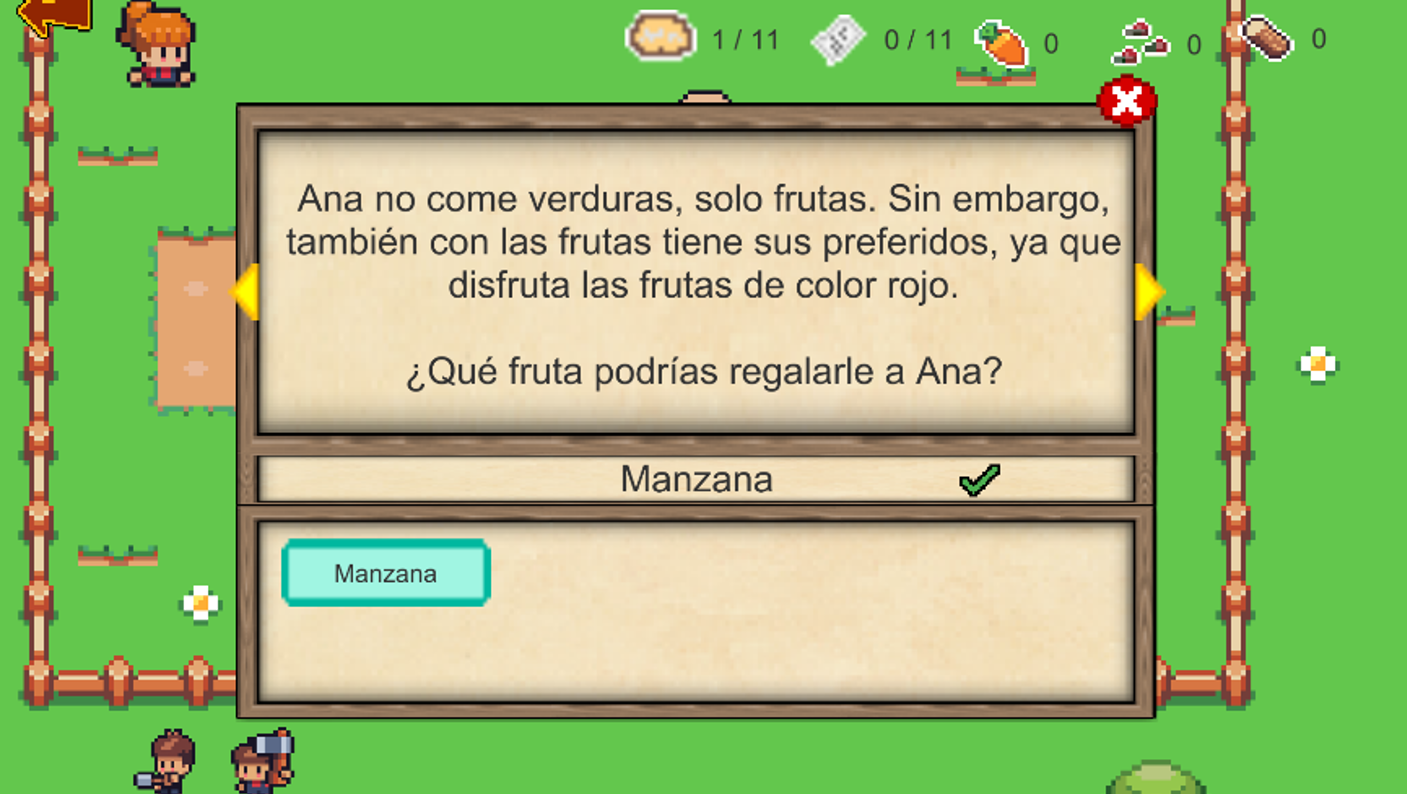 1 / 11
0 / 11
0
0
0
Ana no come verduras, solo frutas. Sin embargo,
también con las frutas tiene sus preferidos, ya que
disfruta las frutas de color rojo.
¿Qué fruta podrías regalarle a Ana?
Manzana
Manzana